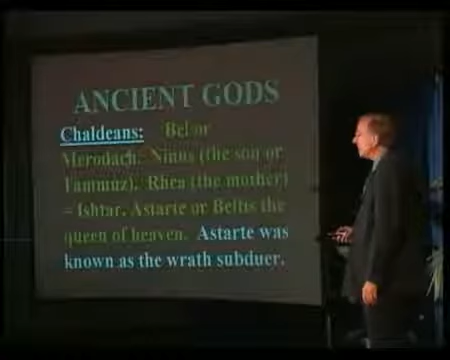 ANCIENT GODS
Chaldeans: Bel or
Merodach. Ninus (the son or
Tammuz). Rhea (the mother)
= Ishtar, Astarte or Beltis the
queen of heaven. Astarte was
known as the wrath subduer.